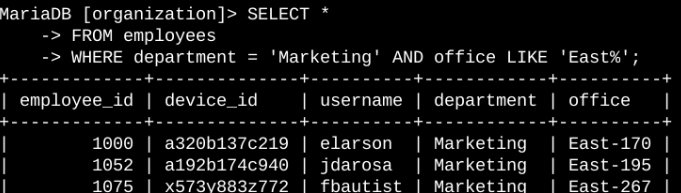 MariaDB [organization]> SELECT *
    -> FROM employees
    -> WHERE department = 'Marketing' AND office LIKE 'East%';
+-------------+--------------+----------+------------+----------+
| employee_id | device_id    | username | department | office   |
+-------------+--------------+----------+------------+----------+
|        1000 | a320b137c219 | elarson  | Marketing  | East-170 |
|        1052 | a192b174c940 | jdarosa  | Marketing  | East-195 |
|        1075 | x573y883z772 | fbautist | Marketing  | East-267 |